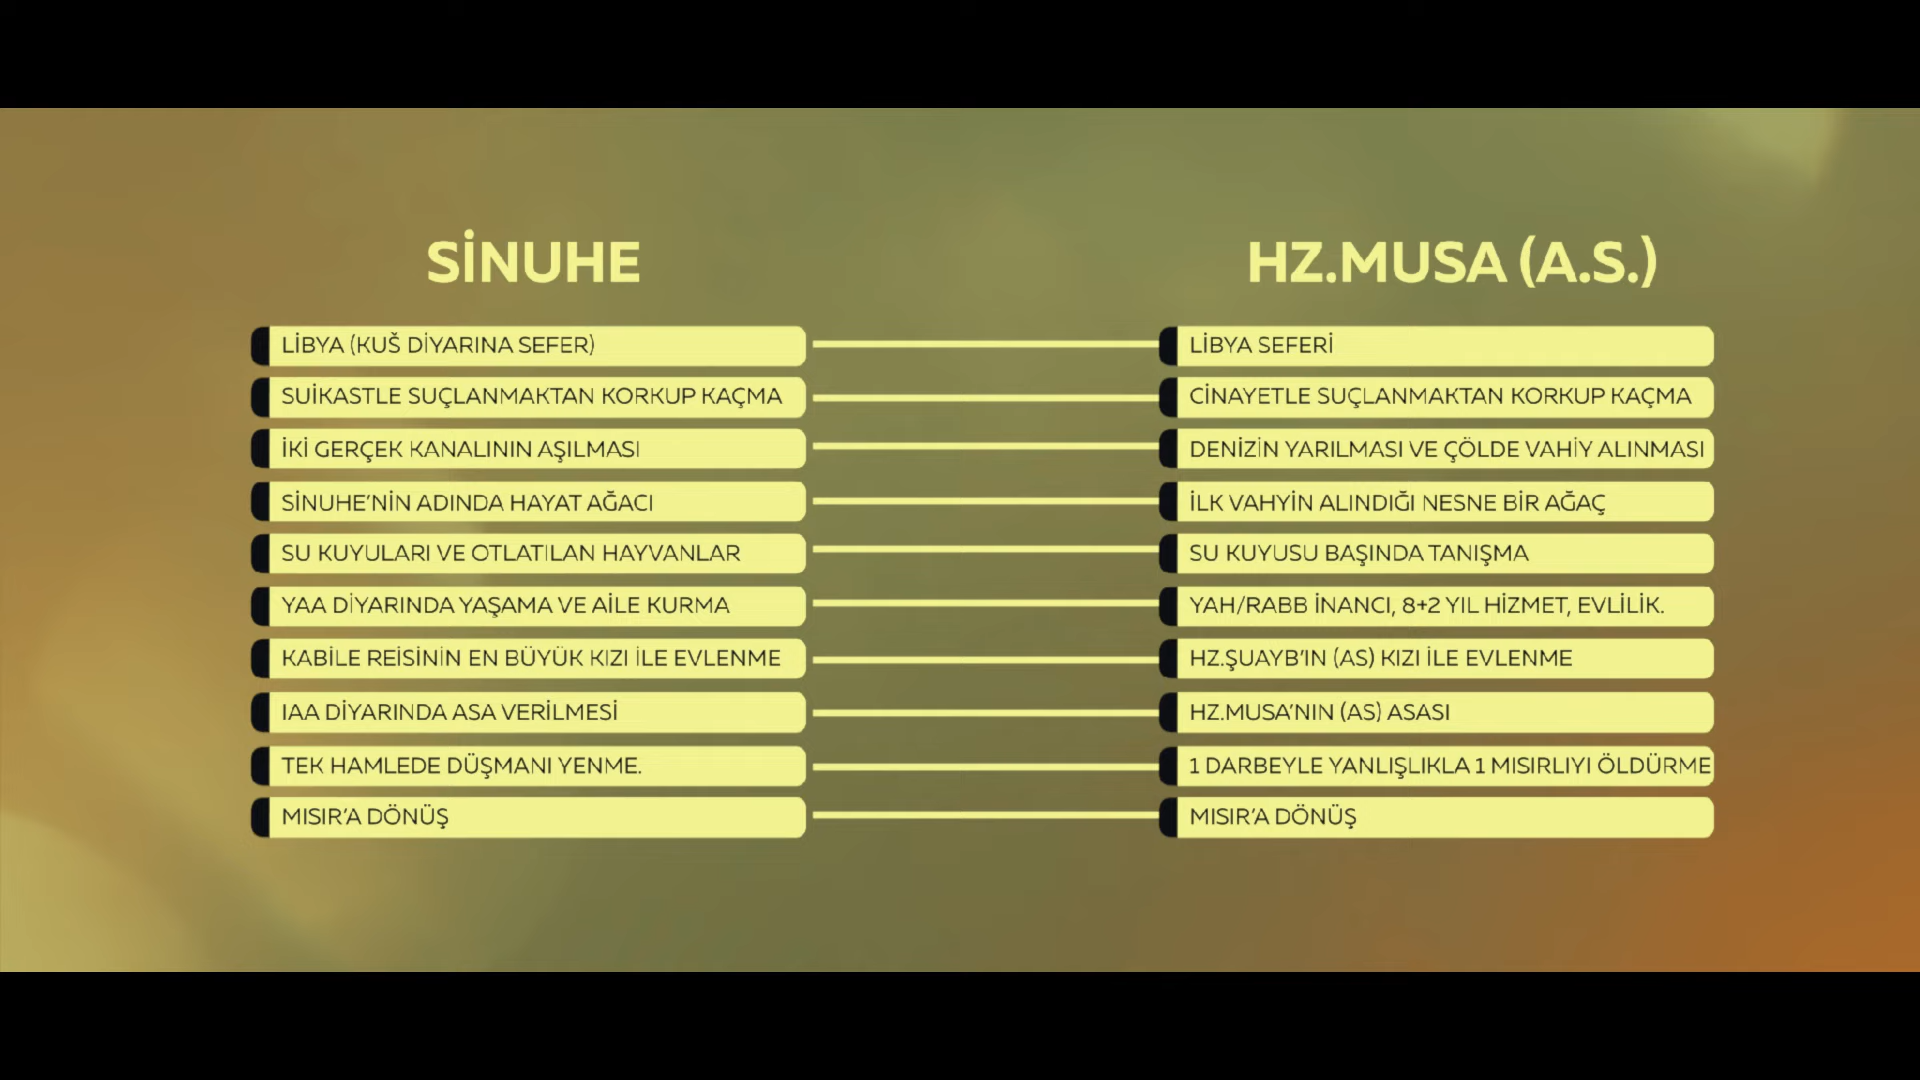 SİNUHE
HZ.MUSA (A.S.)
LİBYA (KUŠ DİYARINA SEFER)
LİBYA SEFERİ
SUİKASTLE SUÇLANMAKTAN KORKUP KAÇMA
CİNAYETLE SUÇLANMAKTAN KORKUP KAÇMA
İKİ GERÇEK KANALININ AŞILMASI
DENİZİN YARILMASI VE ÇÖLDE VAHİY ALINMASI
SİNUHE'NİN ADINDA HAYAT AĞACI
İLK VAHYİN ALINDIĞI NESNE BİR AĞAÇ
SU KUYULARI VE OTLATILAN HAYVANLAR
SU KUYUSU BAŞINDA TANIŞMA
YAA DİYARINDA YAŞAMA VE AİLE KURMA
YAH/RABB İNANCI, 8+2 YIL HİZMET, EVLİLİK.
KABİLE REİSİNİN EN BÜYÜK KIZI İLE EVLENME
HZ.ŞUAYB'IN (AS) KIZI İLE EVLENME
IAA DİYARINDA ASA VERİLMESİ
HZ.MUSA'NIN (AS) ASASI
TEK HAMLEDE DÜŞMANI YENME.
1 DARBEYLE YANLIŞLIKLA 1 MISIRLIYI ÖLDÜRME
MISIR'A DÖNÜŞ
MISIR'A DÖNÜŞ